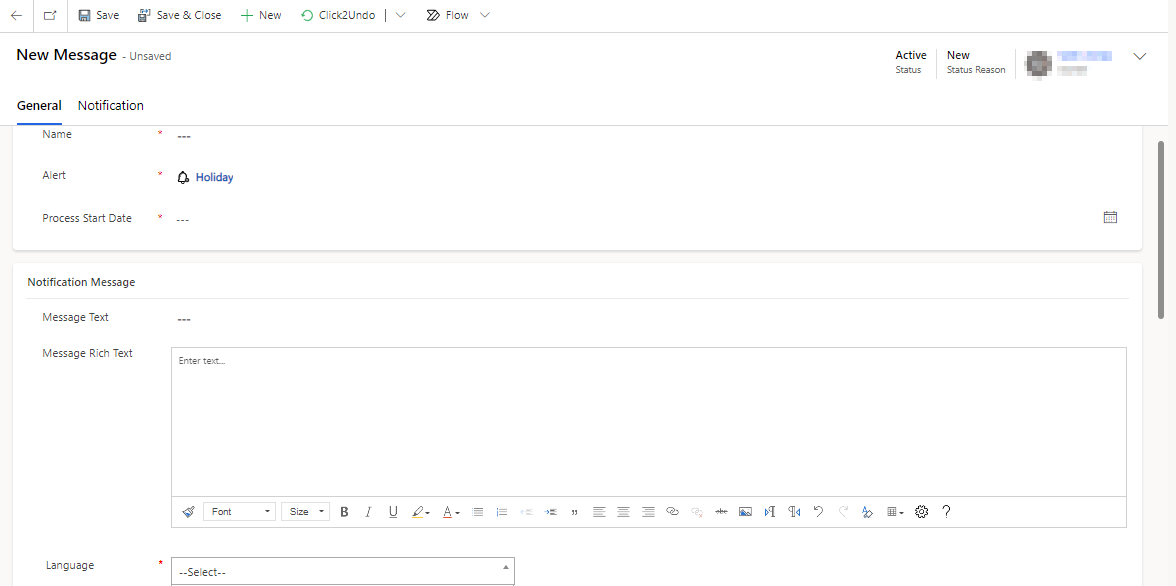 Save Save & Close New Click2Undo Flow
New Message - Unsaved
Active
Status
New
Status Reason
General Notification
Name * ---
Alert * Holiday
Process Start Date * ---
Notification Message
Message Text ---
Message Rich Text
Enter text...
Font Size B I U A abc ?
Language * --Select--